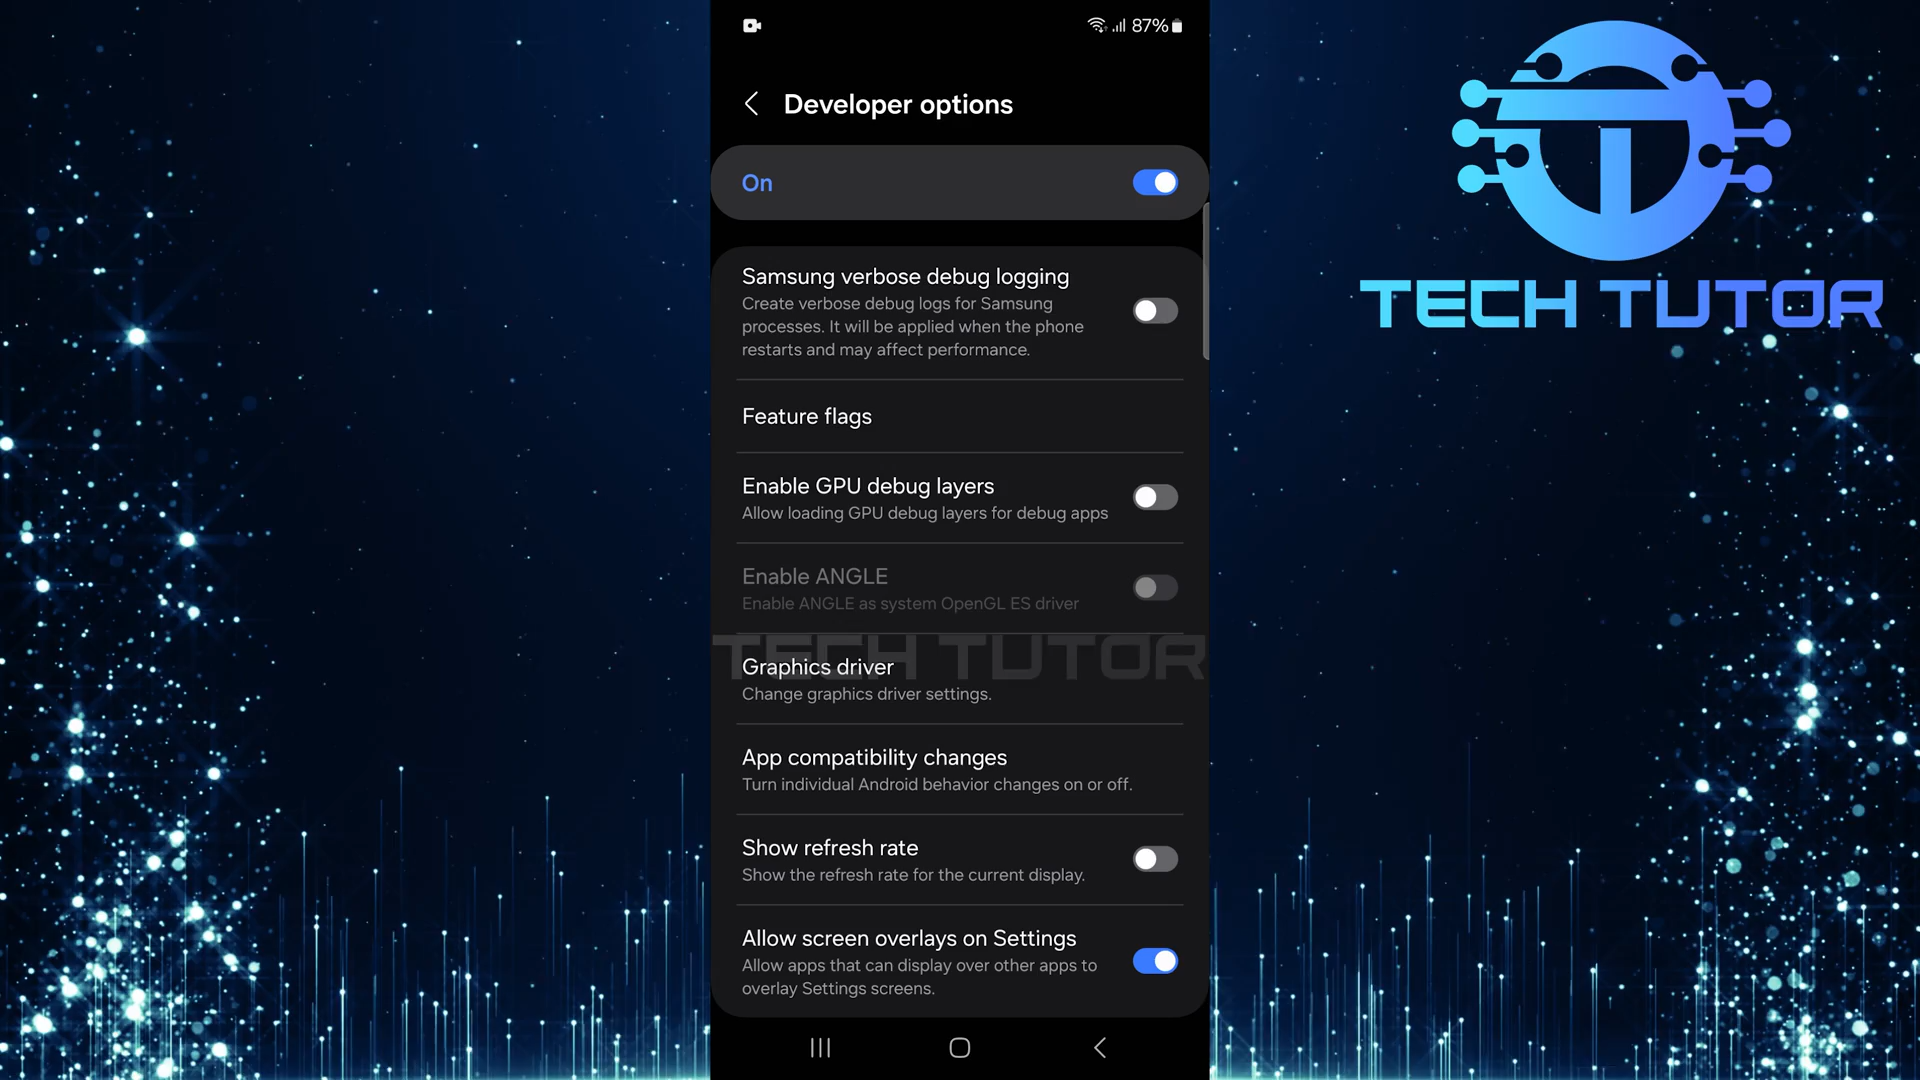 87%
Developer options
On
Samsung verbose debug logging
Create verbose debug logs for Samsung
processes. It will be applied when the phone
restarts and may affect performance.
Feature flags
Enable GPU debug layers
Allow loading GPU debug layers for debug apps
Enable ANGLE
Enable ANGLE as system OpenGL ES driver
TECH TUTOR
Graphics driver
Change graphics driver settings.
App compatibility changes
Turn individual Android behavior changes on or off.
Show refresh rate
Show the refresh rate for the current display.
Allow screen overlays on Settings
Allow apps that can display over other apps to
overlay Settings screens.
TECH TUTOR